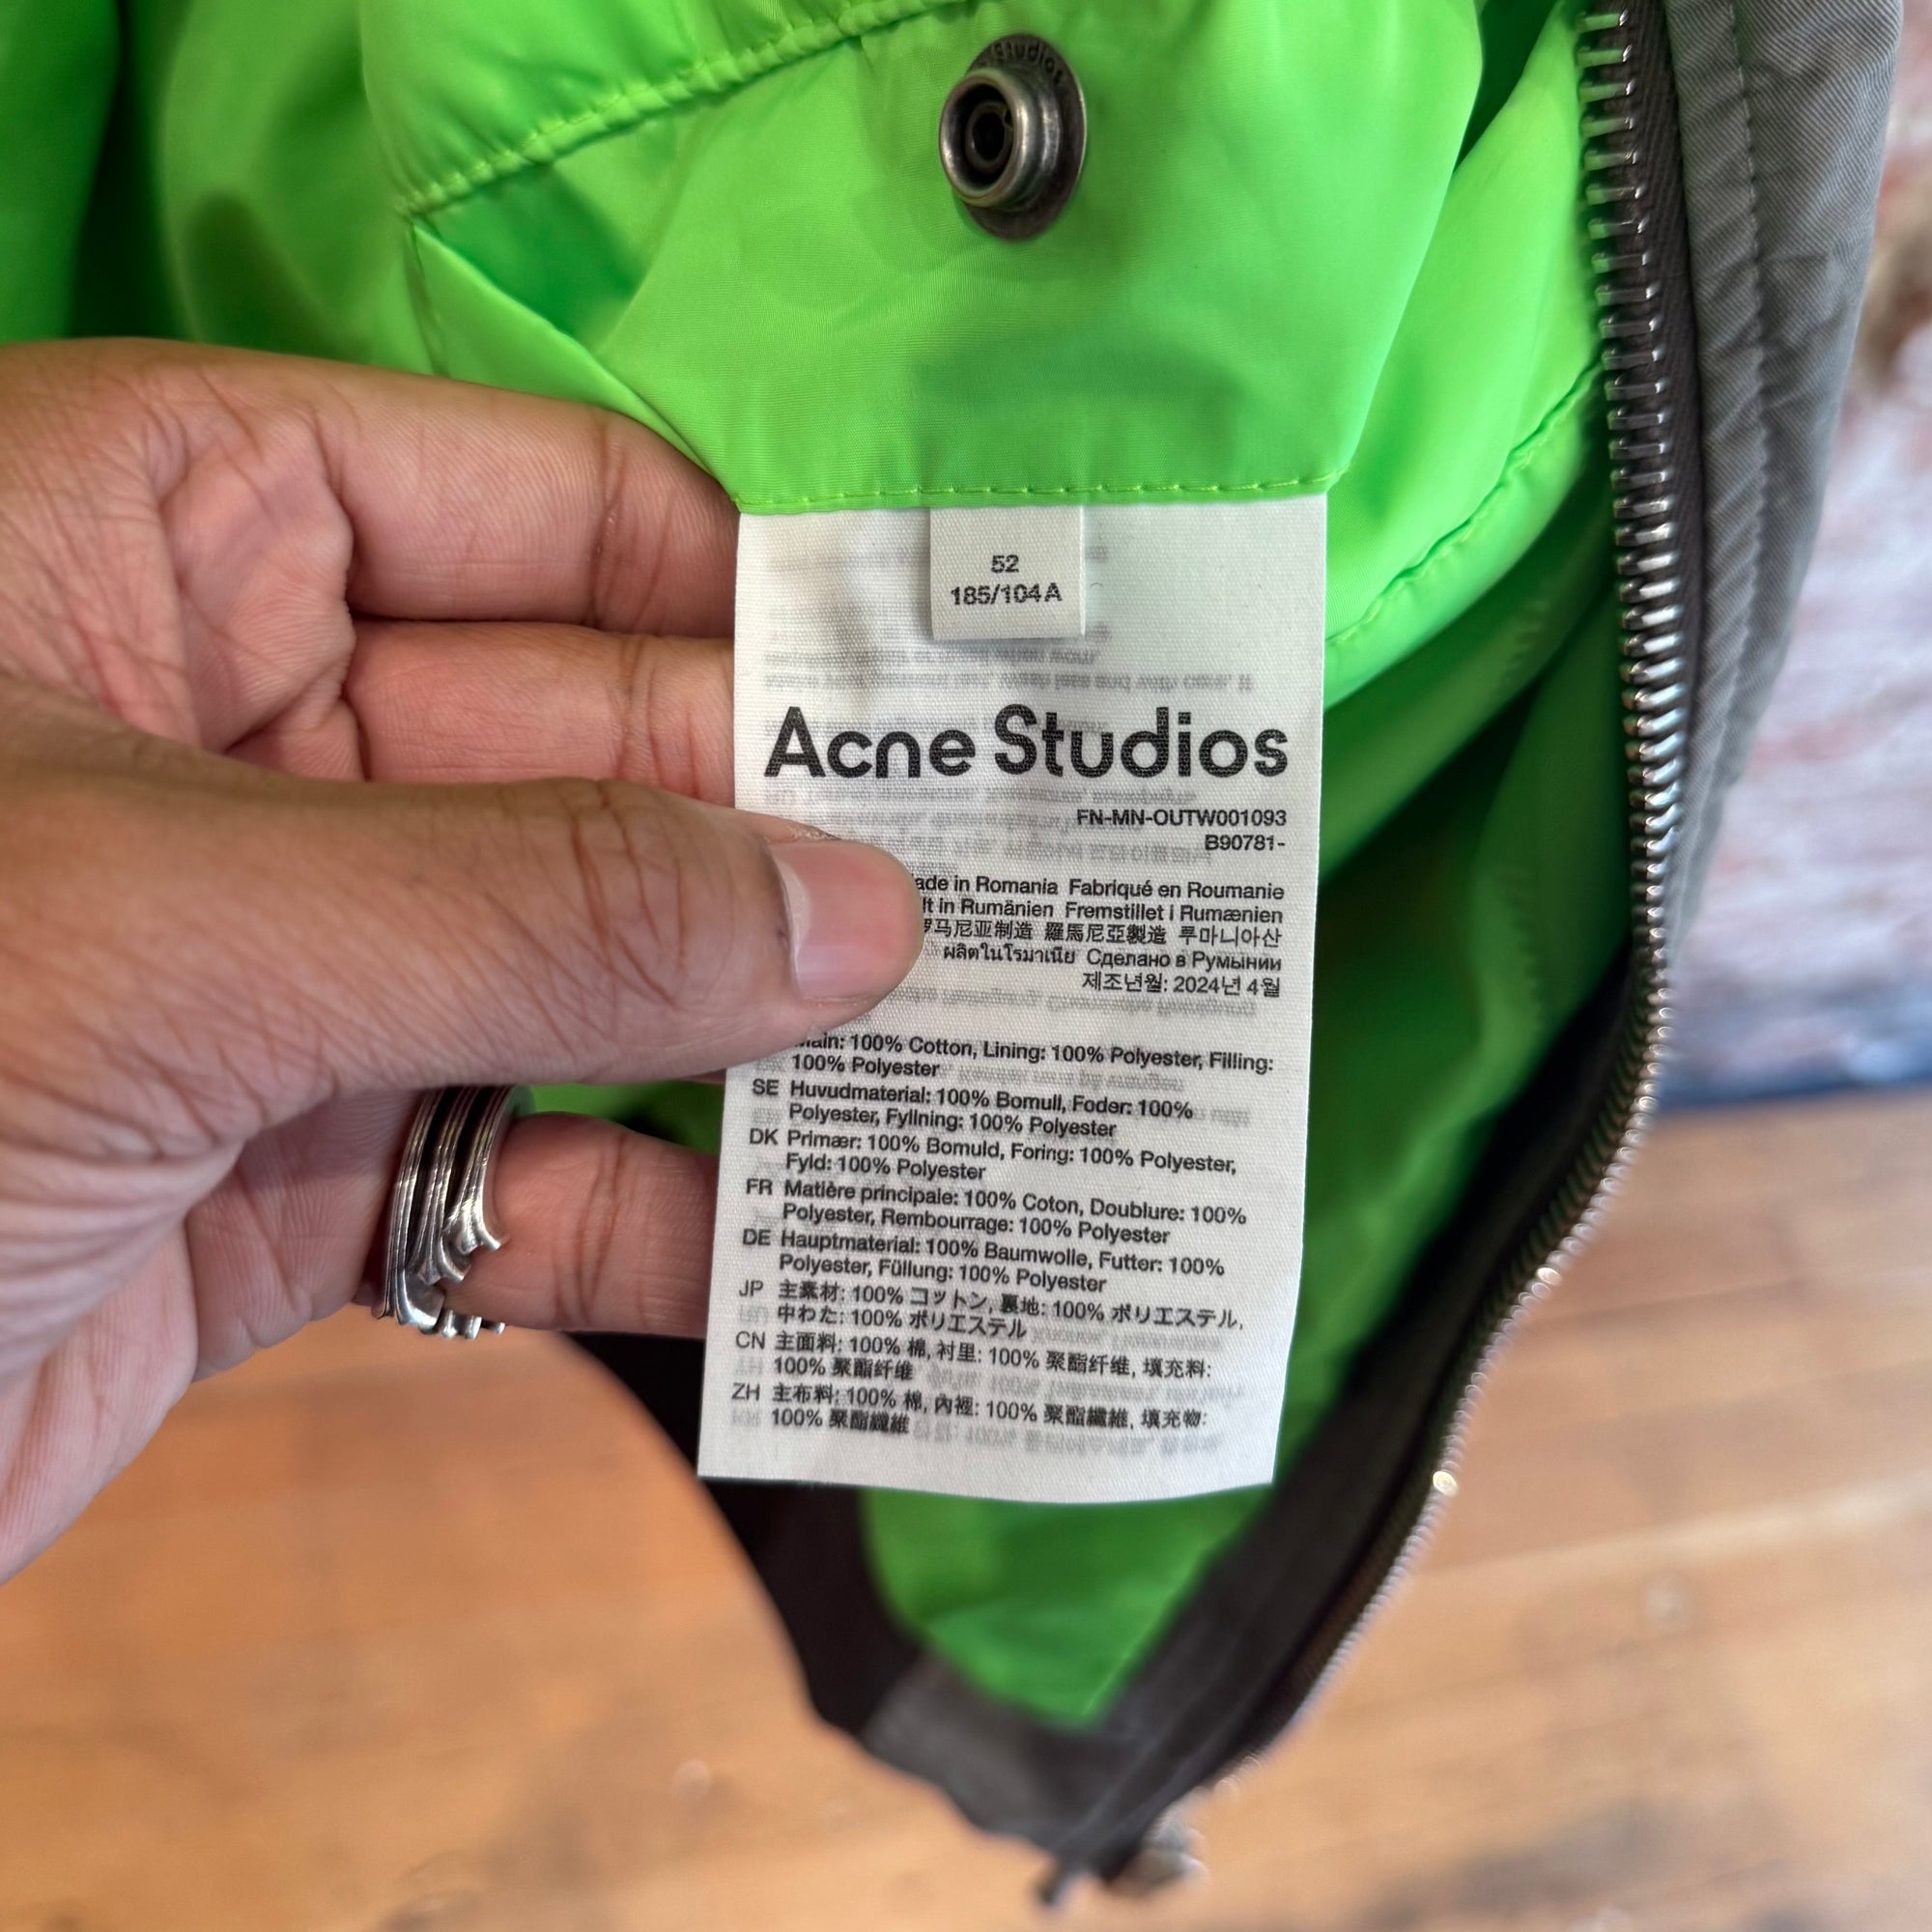 Studios
52
185/104A
Acne Studios
FN-MN-OUTW001093
B90781-
ade in Romania Fabriqué en Roumanie
lt in Rumänien Fremstillet i Rumænien
罗马尼亚制造 羅馬尼亞製造 루마니아산
ผลิตในโรมาเนีย Сделано в Румынии
제조년월: 2024년 4월
Main: 100% Cotton, Lining: 100% Polyester, Filling:
100% Polyester
SE Huvudmaterial: 100% Bomull, Foder: 100%
Polyester, Fyllning: 100% Polyester
DK Primær: 100% Bomuld, Foring: 100% Polyester,
Fyld: 100% Polyester
FR Matière principale: 100% Coton, Doublure: 100%
Polyester, Rembourrage: 100% Polyester
DE Hauptmaterial: 100% Baumwolle, Futter: 100%
Polyester, Füllung: 100% Polyester
JP 主素材: 100% コットン, 裏地: 100% ポリエステル,
中わた: 100% ポリエステル
CN 主面料: 100% 棉, 衬里: 100% 聚酯纤维, 填充料:
100% 聚酯纤维
ZH 主布料: 100% 棉, 內裡: 100% 聚酯纖維, 填充物:
100% 聚酯纖維